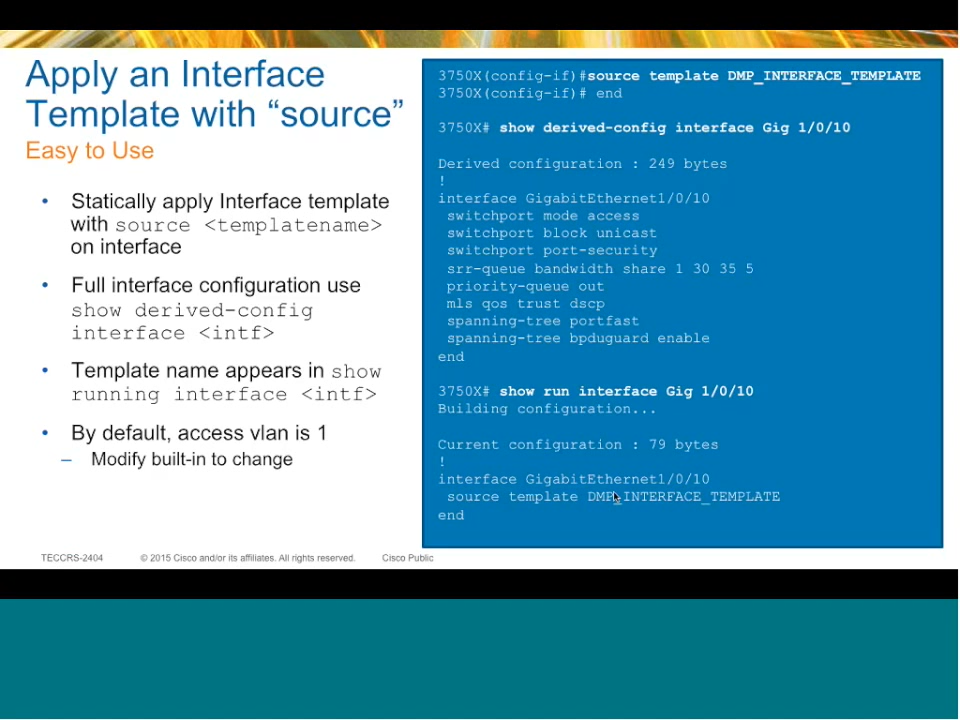 Apply an Interface
Template with “source”
Easy to Use
• Statically apply Interface template
with source <templatename>
on interface
• Full interface configuration use
show derived-config
interface <intf>
• Template name appears in show
running interface <intf>
• By default, access vlan is 1
– Modify built-in to change
3750X(config-if)#source template DMP_INTERFACE_TEMPLATE
3750X(config-if)# end
3750X# show derived-config interface Gig 1/0/10
Derived configuration : 249 bytes
!
interface GigabitEthernet1/0/10
switchport mode access
switchport block unicast
switchport port-security
srr-queue bandwidth share 1 30 35 5
priority-queue out
mls qos trust dscp
spanning-tree portfast
spanning-tree bpduguard enable
end
3750X# show run interface Gig 1/0/10
Building configuration...
Current configuration : 79 bytes
!
interface GigabitEthernet1/0/10
source template DMP_INTERFACE_TEMPLATE
end
TECCRS-2404 © 2015 Cisco and/or its affiliates. All rights reserved. Cisco Public